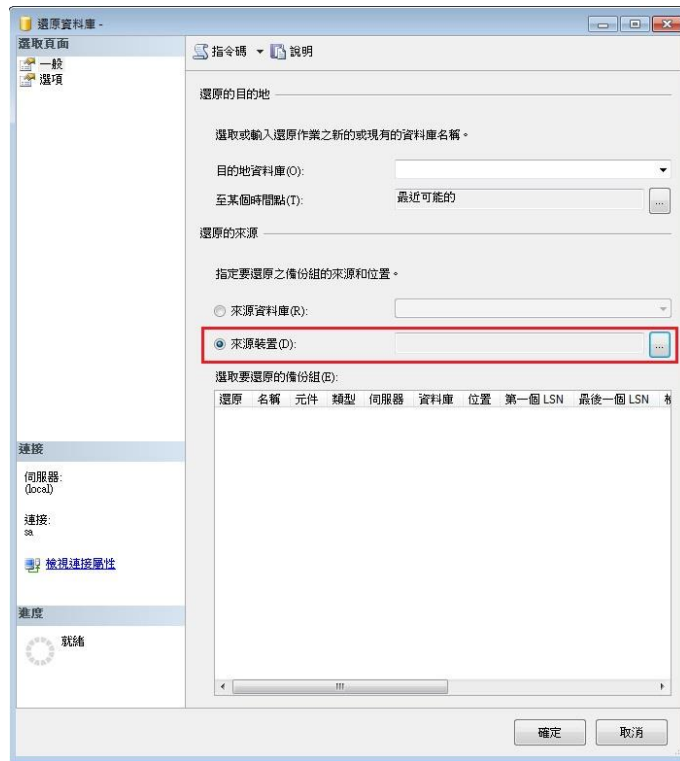 還原資料庫 -
選取頁面
一般
選項
指令碼 說明
還原的目的地
選取或輸入還原作業之新的或現有的資料庫名稱。
目的地資料庫(O):
至某個時間點(T): 最近可能的 ...
還原的來源
指定要還原之備份組的來源和位置。
來源資料庫(R):
來源裝置(D): ...
選取要還原的備份組(E):
還原 名稱 元件 類型 伺服器 資料庫 位置 第一個 LSN 最後一個 LSN
連接
伺服器:
(local)
連接:
sa
檢視連接屬性
進度
就緒
確定 取消